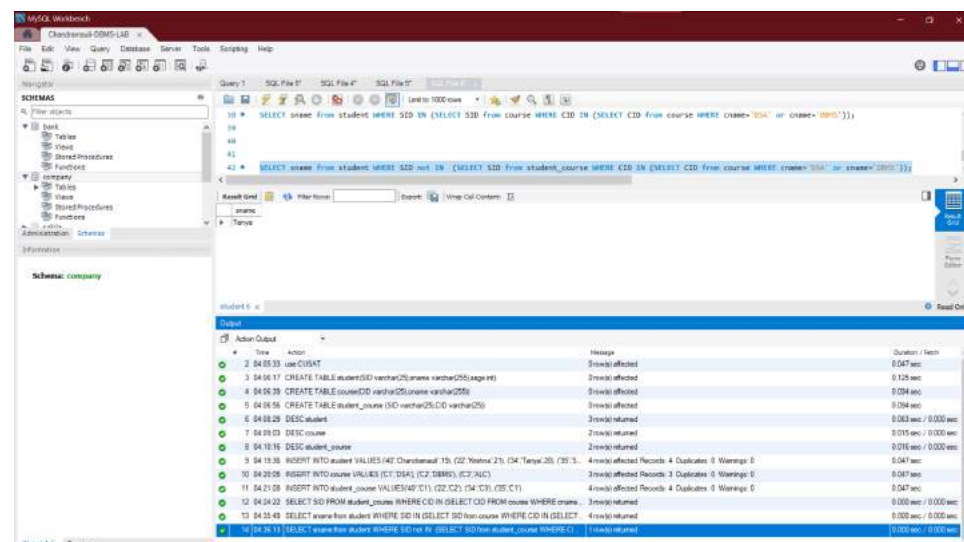 MySQL Workbench
Chandramauli-DBMS-LAB
File Edit View Query Database Server Tools Scripting Help
Navigator
SCHEMAS
Filter objects
bank
Tables
Views
Stored Procedures
Functions
company
Tables
Views
Stored Procedures
Functions
Administration Schemas
Information
Schema: company
Query 1 SQL File 3* SQL File 4* SQL File 5*
Limit to 1000 rows
38 SELECT sname from student WHERE SID IN (SELECT SID from course WHERE CID IN (SELECT CID from course WHERE cname='DSA' or cname='DBMS'));
39
40
41
42 SELECT sname from student WHERE SID not IN (SELECT SID from student_course WHERE CID IN (SELECT CID from course WHERE cname='DSA' or cname='DBMS'));
Result Grid Filter Rows: Export: Wrap Cell Content:
sname
Tanya
Result Grid
Form Editor
student 6
Read Onl
Output
Action Output
# Time Action Message Duration / Fetch
2 04:05:33 use CUSAT 0 row(s) affected 0.047 sec
3 04:06:17 CREATE TABLE student(SID varchar(25),sname varchar(255),sage int) 0 row(s) affected 0.125 sec
4 04:06:39 CREATE TABLE course(CID varchar(25),cname varchar(255)) 0 row(s) affected 0.094 sec
5 04:06:56 CREATE TABLE student_course (SID varchar(25),CID varchar(25)) 0 row(s) affected 0.094 sec
6 04:08:29 DESC student 3 row(s) returned 0.063 sec / 0.000 sec
7 04:09:03 DESC course 2 row(s) returned 0.015 sec / 0.000 sec
8 04:10:16 DESC student_course 2 row(s) returned 0.016 sec / 0.000 sec
9 04:19:36 INSERT INTO student VALUES ('40','Chandramauli',19), ('22','Krishna',21), ('34','Tanya',20), ('35','S... 4 row(s) affected Records: 4 Duplicates: 0 Warnings: 0 0.047 sec
10 04:20:05 INSERT INTO course VALUES ('C1','DSA'), ('C2','DBMS'), ('C3','ALC') 3 row(s) affected Records: 3 Duplicates: 0 Warnings: 0 0.047 sec
11 04:21:08 INSERT INTO student_course VALUES('40','C1'), ('22','C2'), ('34','C3'), ('35','C1') 4 row(s) affected Records: 4 Duplicates: 0 Warnings: 0 0.047 sec
12 04:24:22 SELECT SID FROM student_course WHERE CID IN (SELECT CID FROM course WHERE cname... 3 row(s) returned 0.000 sec / 0.000 sec
13 04:35:49 SELECT sname from student WHERE SID IN (SELECT SID from course WHERE CID IN (SELECT... 4 row(s) returned 0.000 sec / 0.000 sec
14 04:36:13 SELECT sname from student WHERE SID not IN (SELECT SID from student_course WHERE CI... 1 row(s) returned 0.000 sec / 0.000 sec